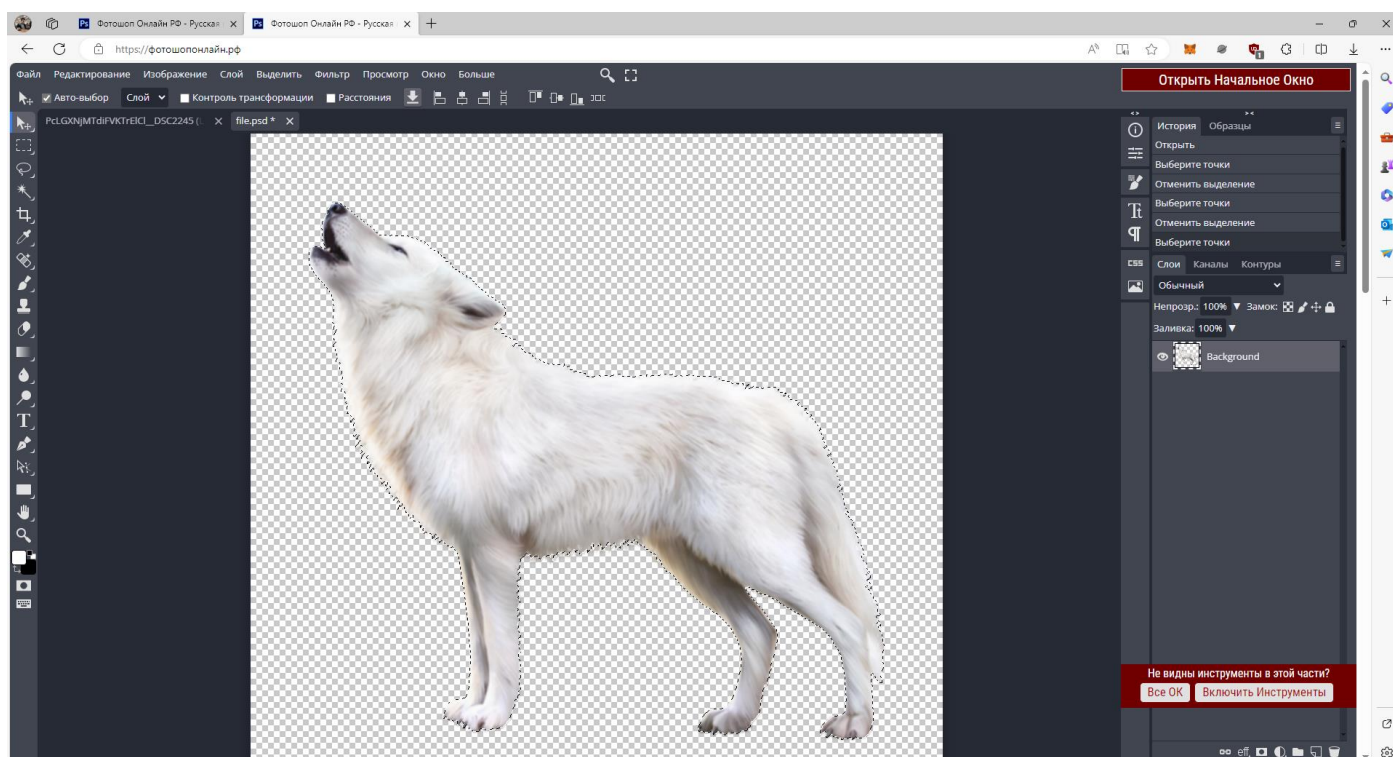 Фотошоп Онлайн РФ - Русская
Фотошоп Онлайн РФ - Русская
https://фотошопонлайн.рф
Файл Редактирование Изображение Слой Выделить Фильтр Просмотр Окно Больше
Открыть Начальное Окно
Авто-выбор Слой Контроль трансформации Расстояния
PcLGXNjMTdiFVKTrElCl__DSC2245 (
file.psd *
История Образцы
Открыть
Выберите точки
Отменить выделение
Выберите точки
Отменить выделение
Выберите точки
CSS
Слои Каналы Контуры
Обычный
Непрозр.: 100% Замок:
Заливка: 100%
Background
Не видны инструменты в этой части?
Все ОК Включить Инструменты
eff